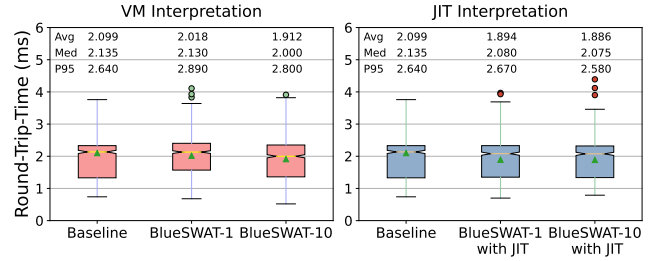 VM Interpretation
JIT Interpretation
Round-Trip-Time (ms)
6
5
4
3
2
1
0
Avg 2.099 2.018 1.912
Med 2.135 2.130 2.000
P95 2.640 2.890 2.800
Baseline BlueSWAT-1 BlueSWAT-10
6
5
4
3
2
1
0
Avg 2.099 1.894 1.886
Med 2.135 2.080 2.075
P95 2.640 2.670 2.580
Baseline BlueSWAT-1 BlueSWAT-10
with JIT with JIT